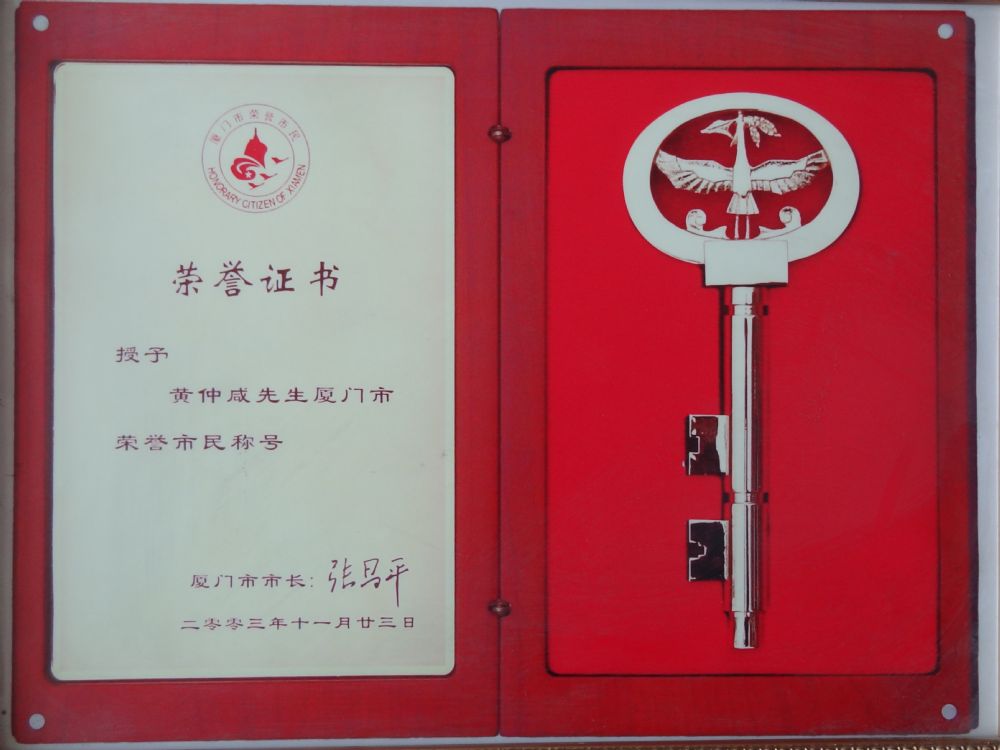 厦门市荣誉市民
HONORARY CITIZEN OF XIAMEN
荣誉证书
授予
黄仲咸先生厦门市
荣誉市民称号
厦门市市长：张昌平
二零零三年十一月廿三日